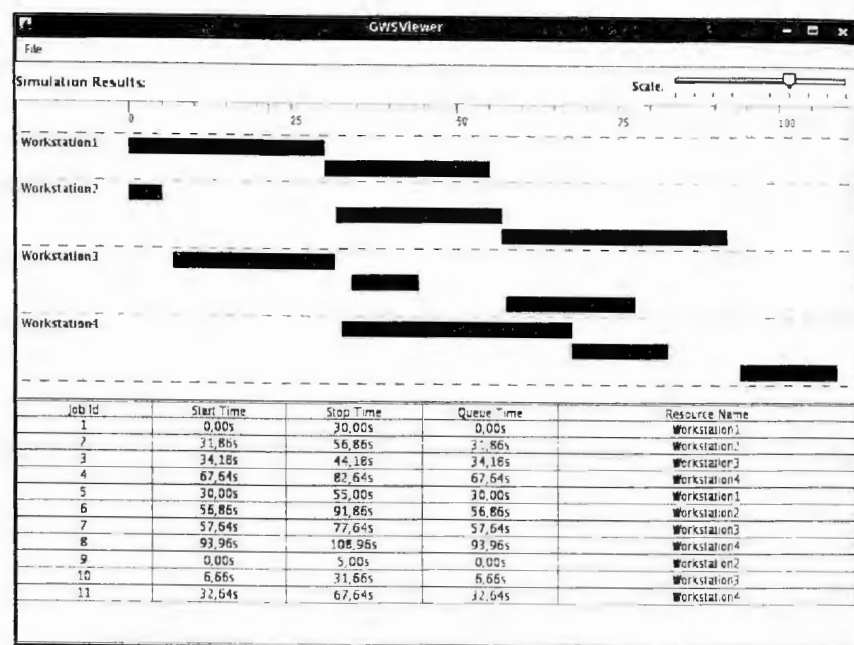 GWSViewer
File
Simulation Results:
Scale:
0 25 50 75 100
Workstation1
Workstation2
Workstation3
Workstation4
Job Id Start Time Stop Time Queue Time Resource Name
1 0,00s 30,00s 0,00s Workstation1
2 31,86s 56,86s 31,86s Workstation2
3 34,18s 44,18s 34,18s Workstation3
4 67,64s 82,64s 67,64s Workstation4
5 30,00s 55,00s 30,00s Workstation1
6 56,86s 91,86s 56,86s Workstation2
7 57,64s 77,64s 57,64s Workstation3
8 93,96s 108,96s 93,96s Workstation4
9 0,00s 5,00s 0,00s Workstation2
10 6,66s 31,66s 6,66s Workstation3
11 32,64s 67,64s 32,64s Workstation4